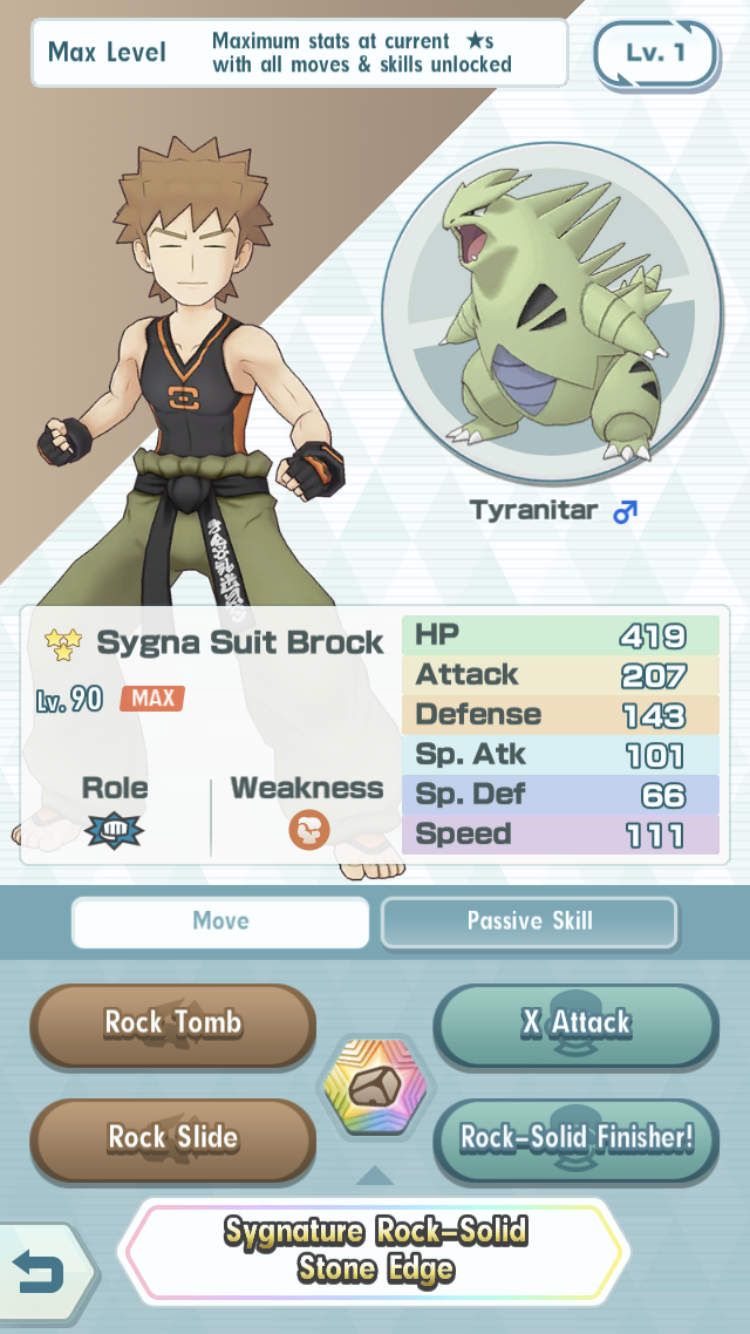 Max Level
Maximum stats at current ★s
with all moves & skills unlocked
Lv. 1
Tyranitar ♂
Sygna Suit Brock
Lv. 90 MAX
Role
Weakness
HP 419
Attack 207
Defense 143
Sp. Atk 101
Sp. Def 66
Speed 111
Move
Passive Skill
Rock Tomb
X Attack
Rock Slide
Rock-Solid Finisher!
Sygnature Rock-Solid
Stone Edge